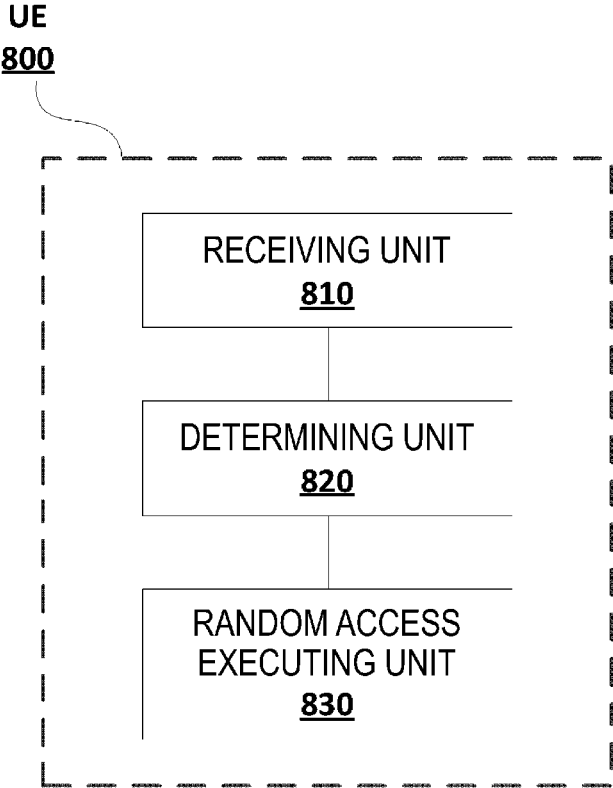 UE
800
RECEIVING UNIT
810
DETERMINING UNIT
820
RANDOM ACCESS
EXECUTING UNIT
830